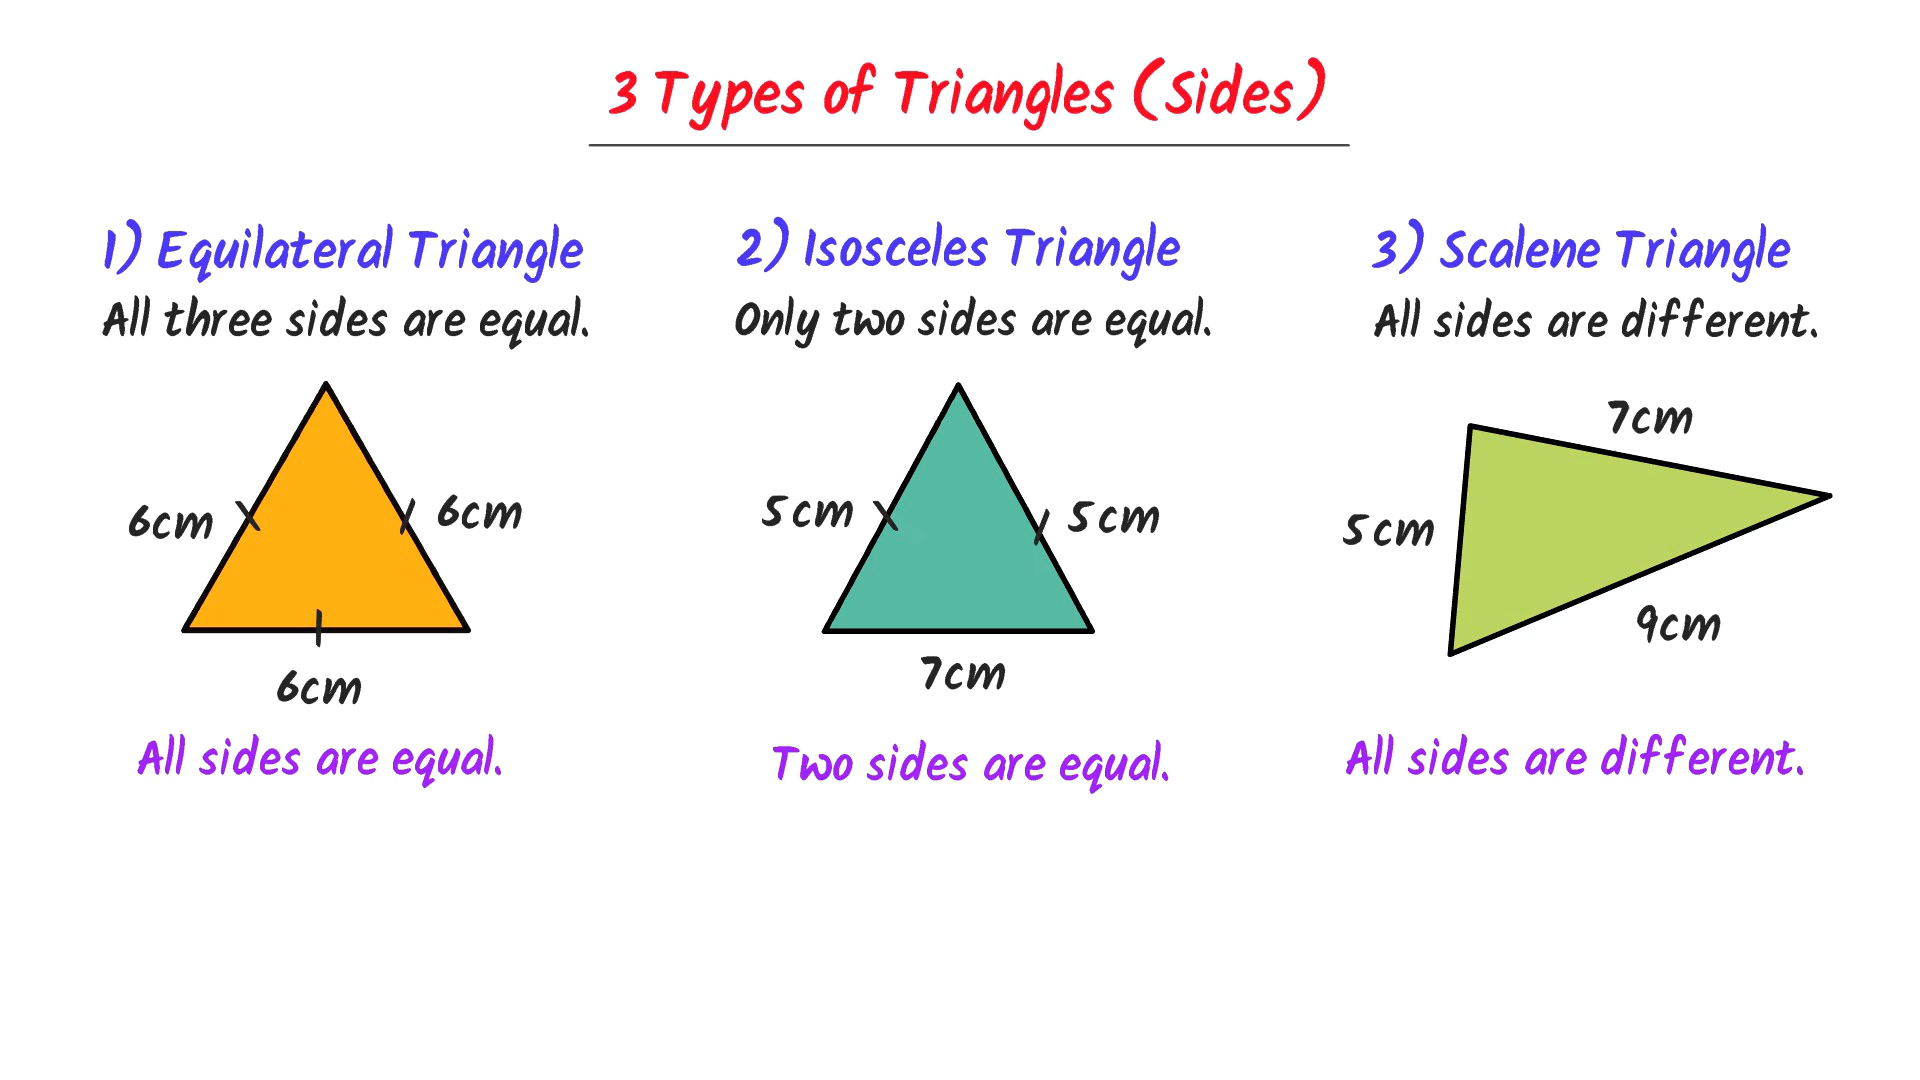 3 Types of Triangles (Sides)
1) Equilateral Triangle
All three sides are equal.
6cm
6cm
6cm
All sides are equal.
2) Isosceles Triangle
Only two sides are equal.
5cm
5cm
7cm
Two sides are equal.
3) Scalene Triangle
All sides are different.
7cm
5cm
9cm
All sides are different.